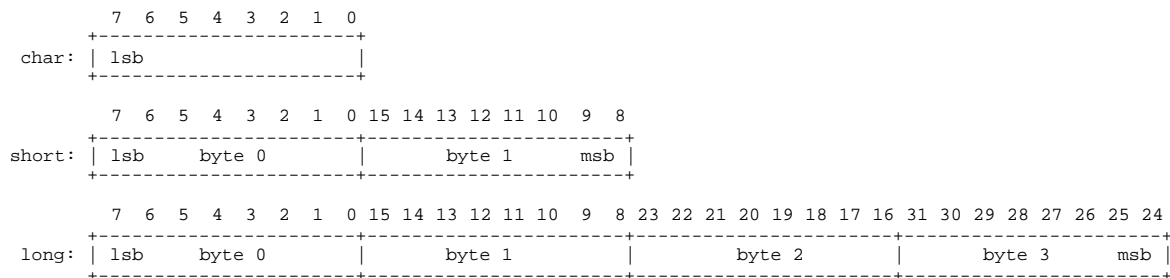 7 6 5 4 3 2 1 0
char: | lsb |
7 6 5 4 3 2 1 0 15 14 13 12 11 10 9 8
short: | lsb byte 0 | byte 1 msb |
7 6 5 4 3 2 1 0 15 14 13 12 11 10 9 8 23 22 21 20 19 18 17 16 31 30 29 28 27 26 25 24
long: | lsb byte 0 | byte 1 | byte 2 | byte 3 msb |